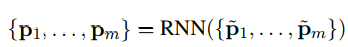 {p₁, . . . , pₘ} = RNN({p̃₁, . . . , p̃ₘ})